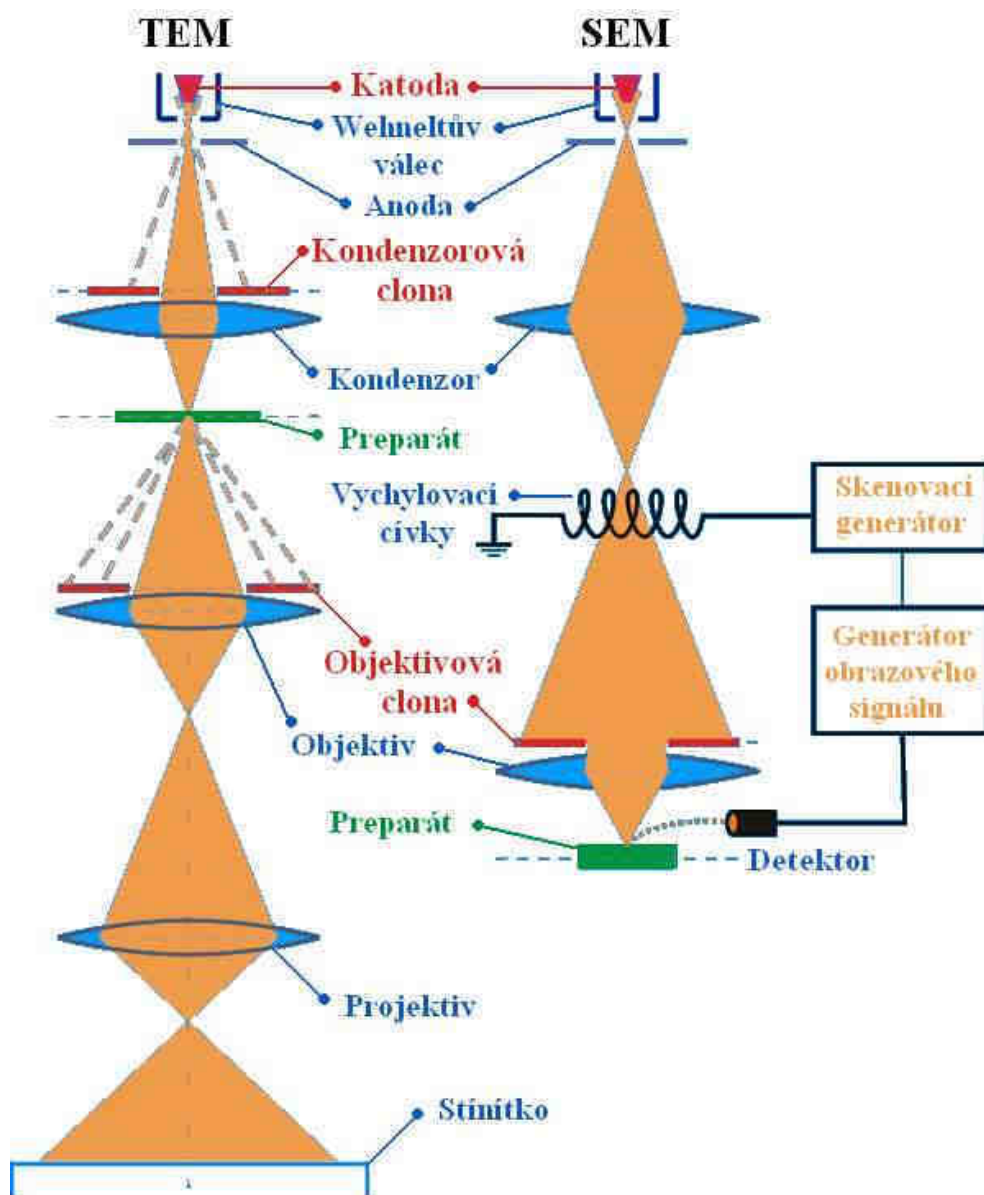 TEM
SEM
Katoda
Wehneltův
válec
Anoda
Kondenzorová
clona
Kondenzor
Preparát
Vychylovací
cívky
Skenovací
generátor
Generátor
obrazového
signálu
Objektivová
clona
Objektiv
Preparát
Detektor
Projektiv
Stínítko